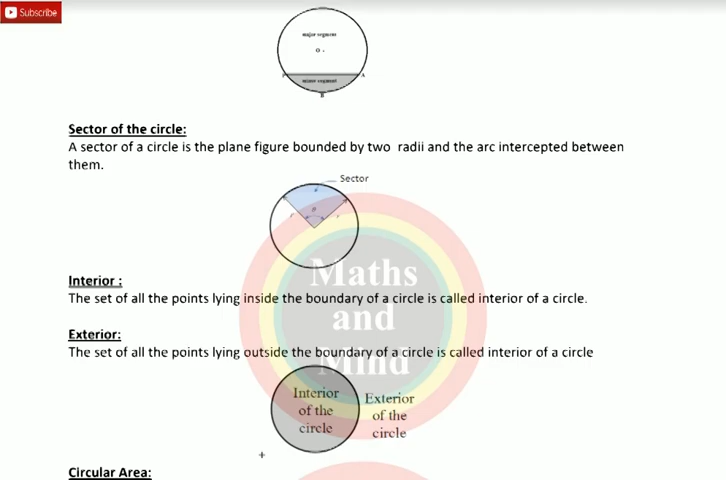 Subscribe
major segment
O
A
minor segment
B
Sector of the circle:
A sector of a circle is the plane figure bounded by two radii and the arc intercepted between
them.
Sector
θ
r r
Maths
and
Mind
Interior :
The set of all the points lying inside the boundary of a circle is called interior of a circle.
Exterior:
The set of all the points lying outside the boundary of a circle is called interior of a circle
Interior
of the
circle
Exterior
of the
circle
Circular Area: